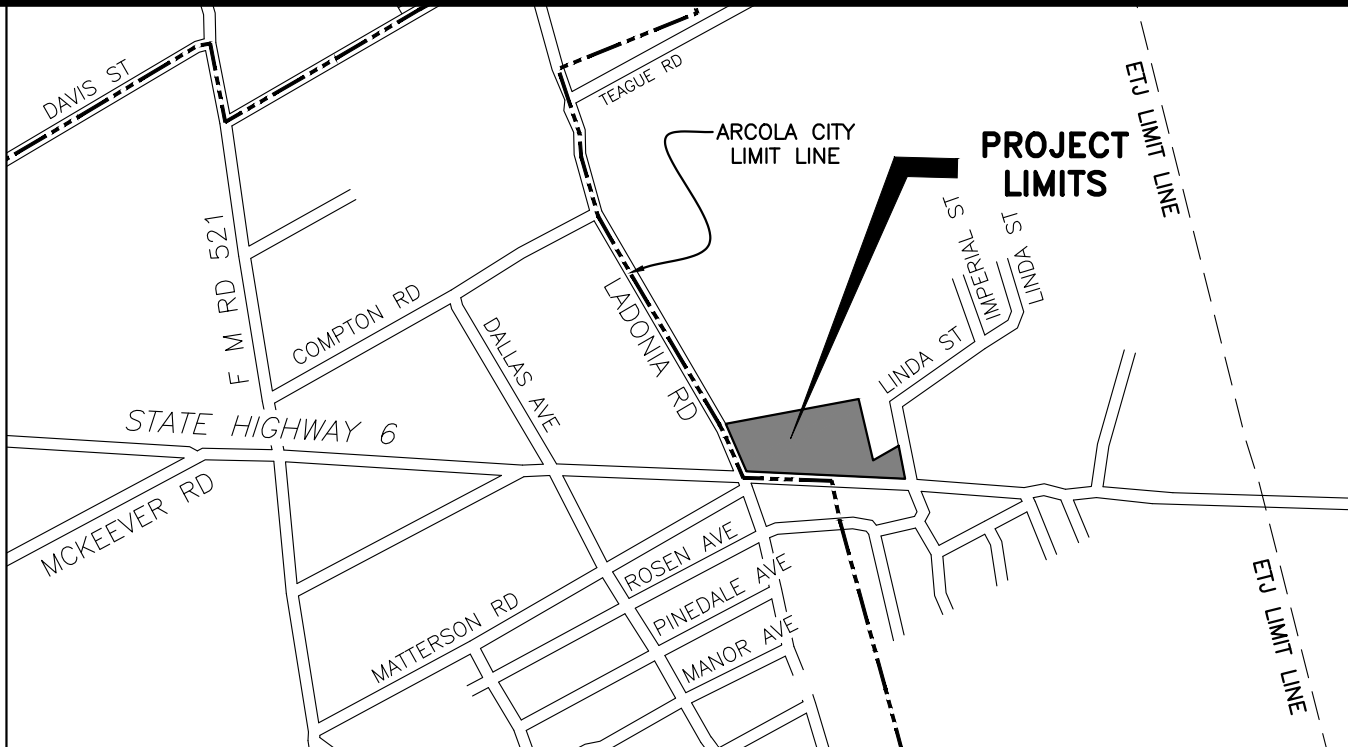 DAVIS ST
TEAGUE RD
ETJ LIMIT LINE
ARCOLA CITY
LIMIT LINE
PROJECT
LIMITS
F M RD 521
IMPERIAL ST
LINDA ST
COMPTON RD
DALLAS AVE
LADONIA RD
LINDA ST
STATE HIGHWAY 6
MCKEEVER RD
ROSEN AVE
PINEDALE AVE
MATTERSON RD
MANOR AVE
ETJ LIMIT LINE